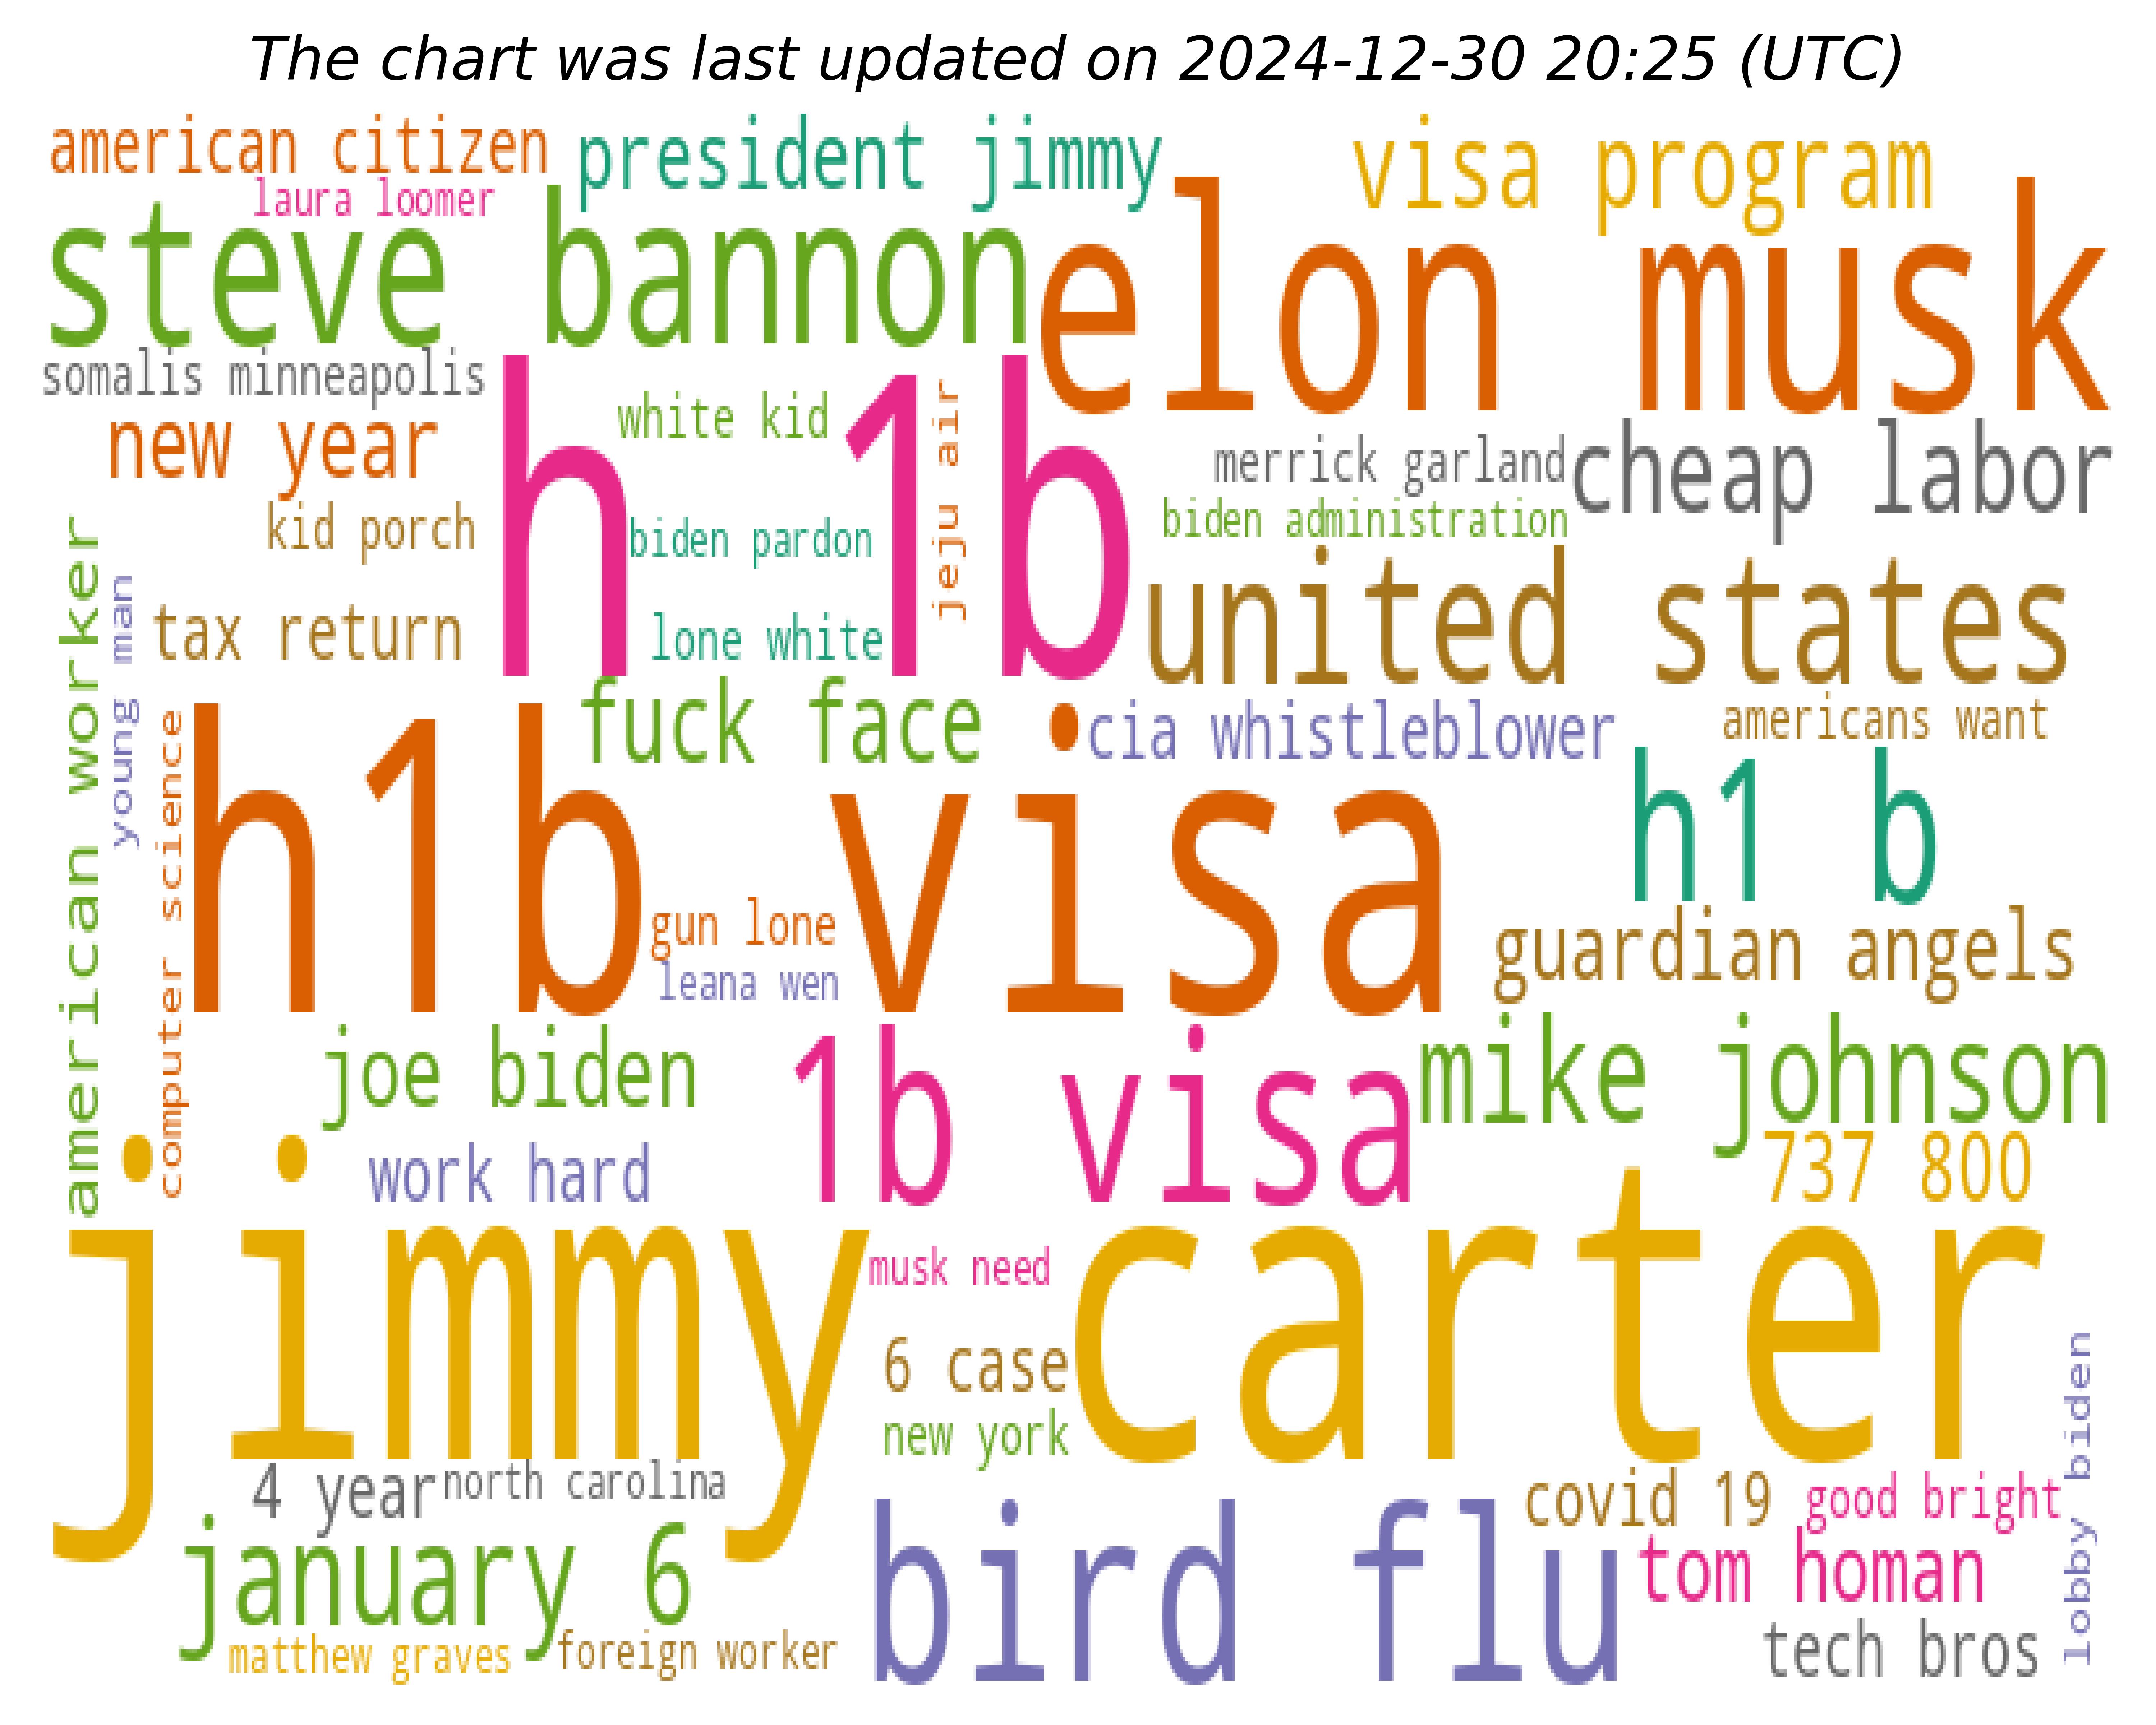 The chart was last updated on 2024-12-30 20:25 (UTC)
american citizen
president jimmy
visa program
laura loomer
steve bannon
elon musk
somalis minneapolis
h 1b
white kid
jeju air
new year
merrick garland
cheap labor
kid porch
biden pardon
biden administration
american worker
young man
tax return
lone white
united states
fuck face
cia whistleblower
americans want
computer science
h1b visa
h1 b
gun lone
leana wen
guardian angels
joe biden
1b visa
mike johnson
work hard
737 800
jimmy carter
musk need
6 case
new york
lobby biden
4 year
north carolina
covid 19
good bright
january 6
bird flu
tom homan
matthew graves
foreign worker
tech bros